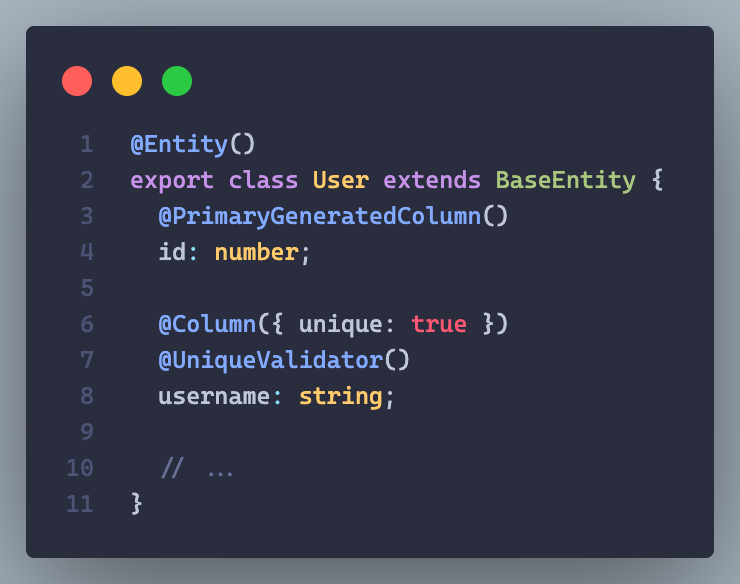 1 @Entity()
2 export class User extends BaseEntity {
3   @PrimaryGeneratedColumn()
4   id: number;
5
6   @Column({ unique: true })
7   @UniqueValidator()
8   username: string;
9
10   // ...
11 }